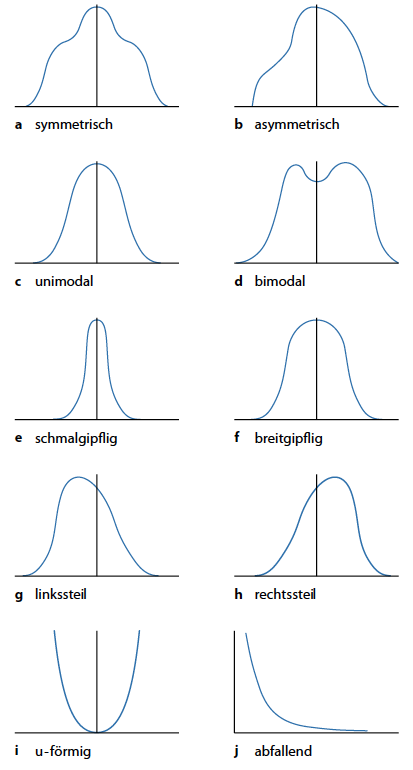 a symmetrisch
b asymmetrisch
c unimodal
d bimodal
e schmalgipflig
f breitgipflig
g linkssteil
h rechtssteil
i u-förmig
j abfallend